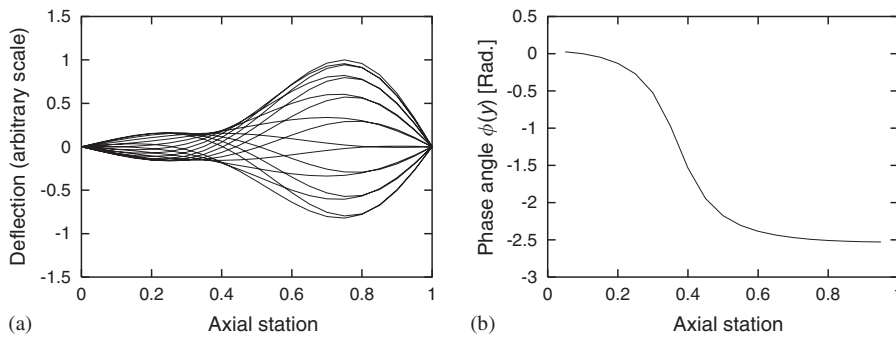 1.5
1
0.5
0
-0.5
-1
-1.5
Deflection (arbitrary scale)
0 0.2 0.4 0.6 0.8 1
Axial station
(a)
0.5
0
-0.5
-1
-1.5
-2
-2.5
-3
Phase angle ϕ(y) [Rad.]
0 0.2 0.4 0.6 0.8 1
Axial station
(b)